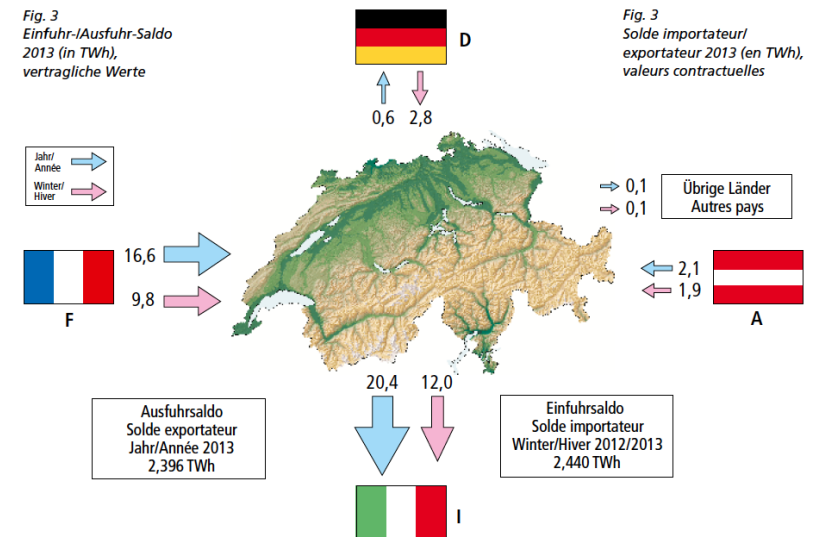 Fig. 3
Einfuhr-/Ausfuhr-Saldo
2013 (in TWh),
vertragliche Werte
Fig. 3
Solde importateur/
exportateur 2013 (en TWh),
valeurs contractuelles
D
0,6 2,8
Jahr/
Année
Winter/
Hiver
0,1
0,1
Übrige Länder
Autres pays
16,6
9,8
F
2,1
1,9
A
20,4 12,0
Ausfuhrsaldo
Solde exportateur
Jahr/Année 2013
2,396 TWh
Einfuhrsaldo
Solde importateur
Winter/Hiver 2012/2013
2,440 TWh
I